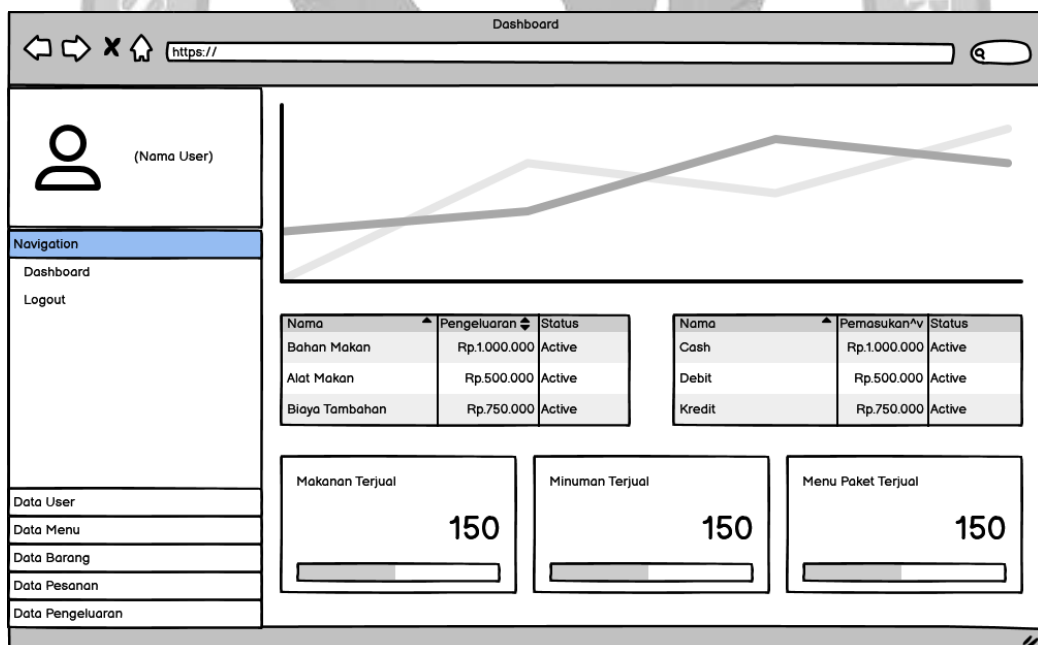 Dashboard
https://
(Nama User)
Navigation
Dashboard
Logout
Data User
Data Menu
Data Barang
Data Pesanan
Data Pengeluaran
Nama Pengeluaran Status
Bahan Makan Rp.1.000.000 Active
Alat Makan Rp.500.000 Active
Biaya Tambahan Rp.750.000 Active
Nama Pemasukan^v Status
Cash Rp.1.000.000 Active
Debit Rp.500.000 Active
Kredit Rp.750.000 Active
Makanan Terjual
150
Minuman Terjual
150
Menu Paket Terjual
150